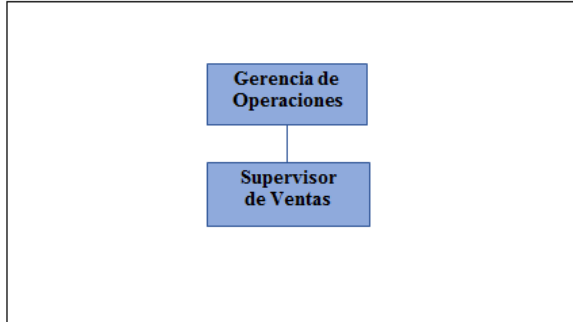 Gerencia de
Operaciones
Supervisor
de Ventas